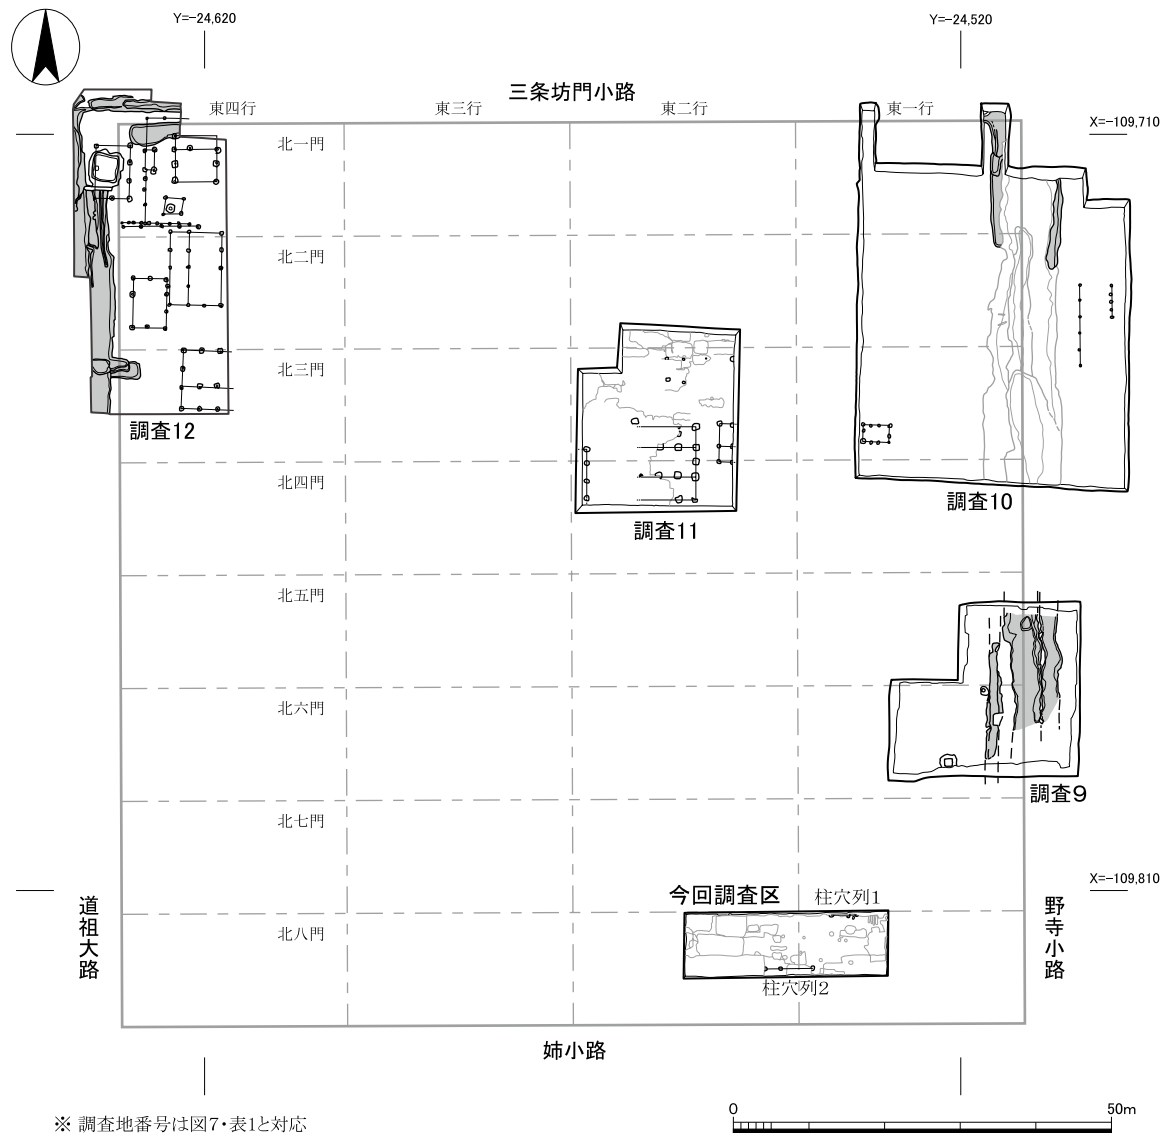 Y=-24,620
Y=-24,520
三条坊門小路
東四行
東三行
東二行
東一行
X=-109,710
北一門
北二門
北三門
調査12
北四門
調査11
調査10
北五門
北六門
調査9
北七門
X=-109,810
今回調査区
柱穴列1
道祖大路
野寺小路
北八門
柱穴列2
姉小路
0
50m
※ 調査地番号は図7・表1と対応